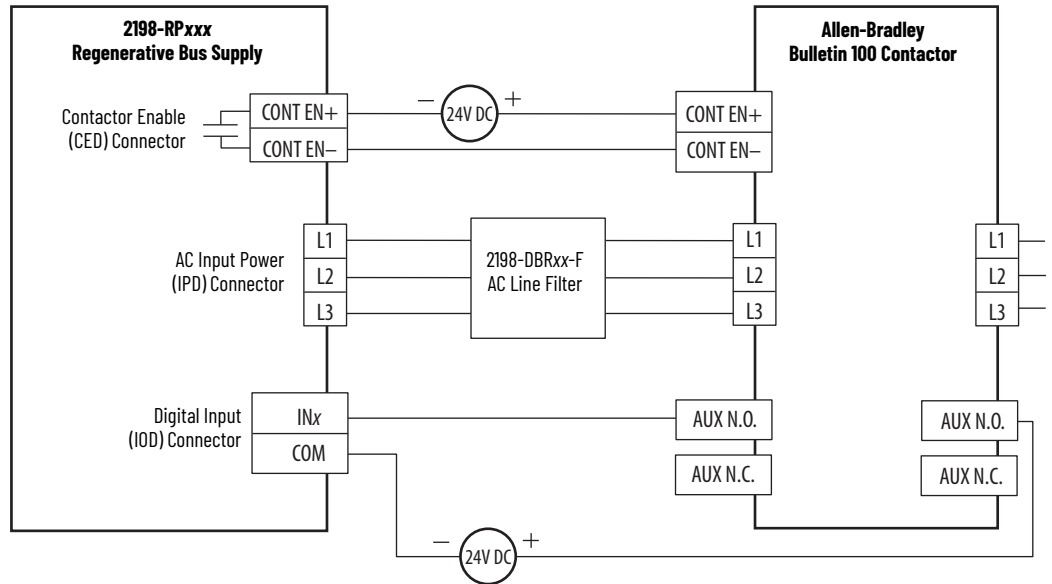 2198-RPxxx
Regenerative Bus Supply
Allen-Bradley
Bulletin 100 Contactor
Contactor Enable
(CED) Connector
CONT EN+
CONT EN–
– 24V DC +
CONT EN+
CONT EN–
AC Input Power
(IPD) Connector
L1
L2
L3
2198-DBRxx-F
AC Line Filter
L1
L2
L3
L1
L2
L3
Digital Input
(IOD) Connector
INx
COM
AUX N.O.
AUX N.C.
AUX N.O.
AUX N.C.
– 24V DC +